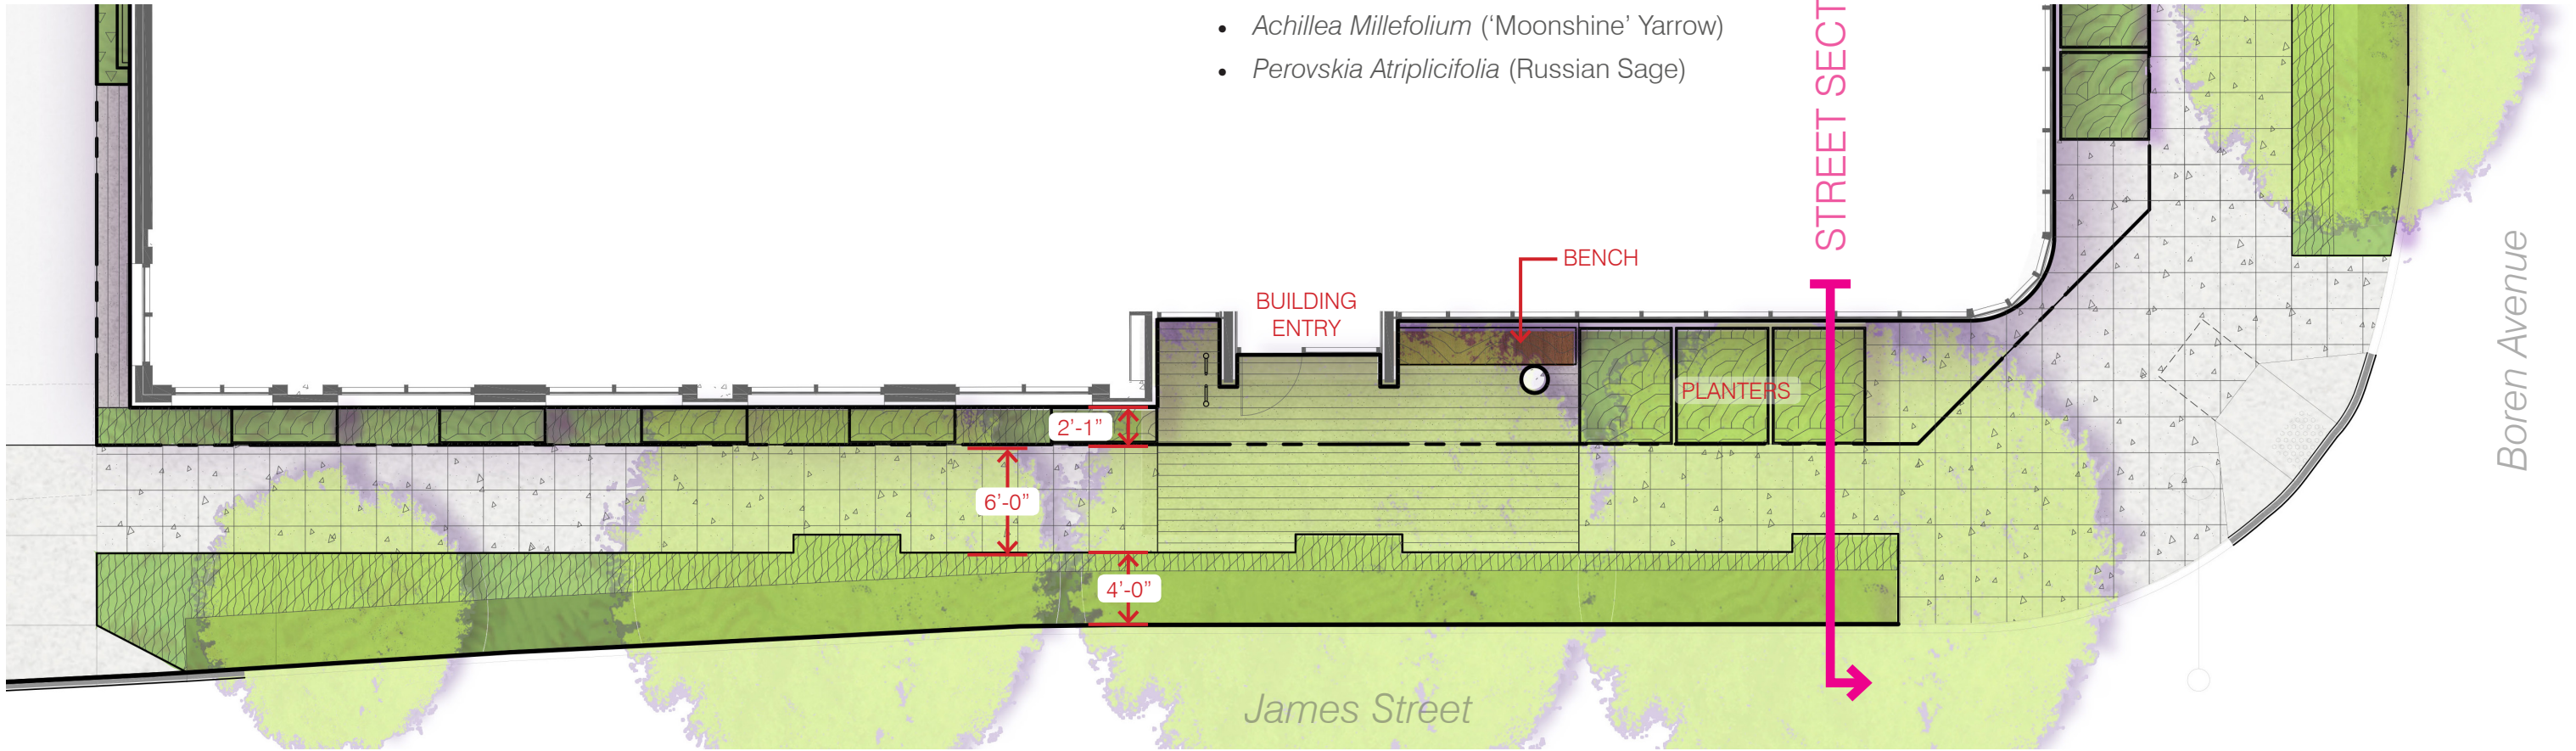 • Achillea Millefolium (‘Moonshine’ Yarrow)
• Perovskia Atriplicifolia (Russian Sage)
STREET SECT
BENCH
BUILDING
ENTRY
PLANTERS
2’-1”
6’-0”
4’-0”
James Street
Boren Avenue